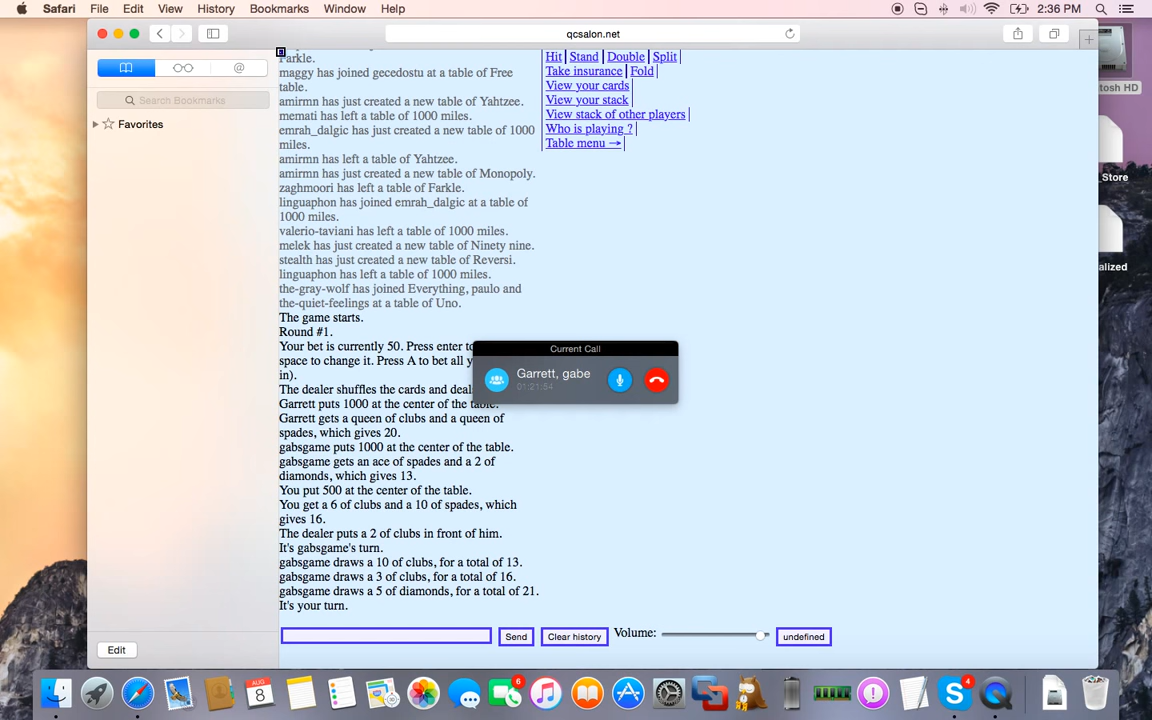 Safari File Edit View History Bookmarks Window Help 2:36 PM
qcsalon.net
tosh HD
Search Bookmarks
Favorites
_Store
alized
Farkle.
maggy has joined gecedostu at a table of Free
table.
amirmn has just created a new table of Yahtzee.
memati has left a table of 1000 miles.
emrah_dalgic has just created a new table of 1000
miles.
amirmn has left a table of Yahtzee.
amirmn has just created a new table of Monopoly.
zaghmoori has left a table of Farkle.
linguaphon has joined emrah_dalgic at a table of
1000 miles.
valerio-taviani has left a table of 1000 miles.
melek has just created a new table of Ninety nine.
stealth has just created a new table of Reversi.
linguaphon has left a table of 1000 miles.
the-gray-wolf has joined Everything, paulo and
the-quiet-feelings at a table of Uno.
The game starts.
Round #1.
Your bet is currently 50. Press enter to
space to change it. Press A to bet all
in).
The dealer shuffles the cards and
Garrett puts 1000 at the center of the table.
Garrett gets a queen of clubs and a queen of
spades, which gives 20.
gabsgame puts 1000 at the center of the table.
gabsgame gets an ace of spades and a 2 of
diamonds, which gives 13.
You put 500 at the center of the table.
You get a 6 of clubs and a 10 of spades, which
gives 16.
The dealer puts a 2 of clubs in front of him.
It's gabsgame's turn.
gabsgame draws a 10 of clubs, for a total of 13.
gabsgame draws a 3 of clubs, for a total of 16.
gabsgame draws a 5 of diamonds, for a total of 21.
It's your turn.
Hit | Stand | Double | Split |
Take insurance | Fold |
View your cards |
View your stack |
View stack of other players |
Who is playing ? |
Table menu → |
Current Call
Garrett, gabe
01:21:54
Send Clear history Volume: undefined
Edit
AUG
8
6
4